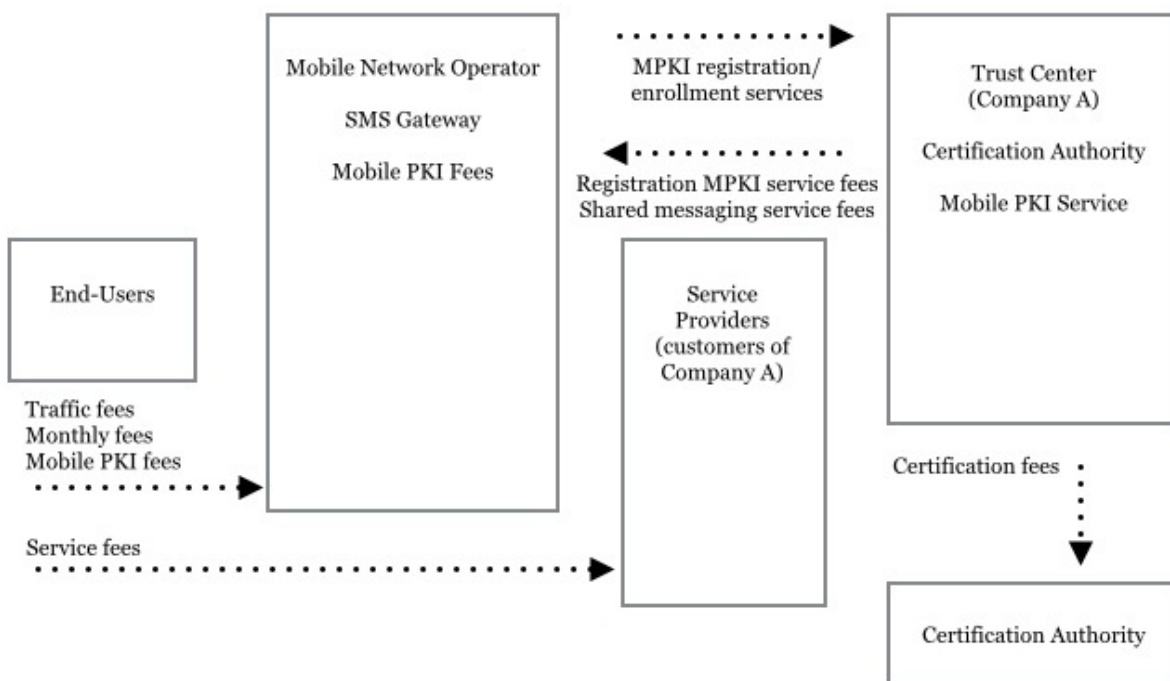 Mobile Network Operator
SMS Gateway
Mobile PKI Fees
MPKI registration/
enrollment services
Registration MPKI service fees
Shared messaging service fees
Trust Center
(Company A)
Certification Authority
Mobile PKI Service
End-Users
Service
Providers
(customers of
Company A)
Traffic fees
Monthly fees
Mobile PKI fees
Service fees
Certification fees
Certification Authority